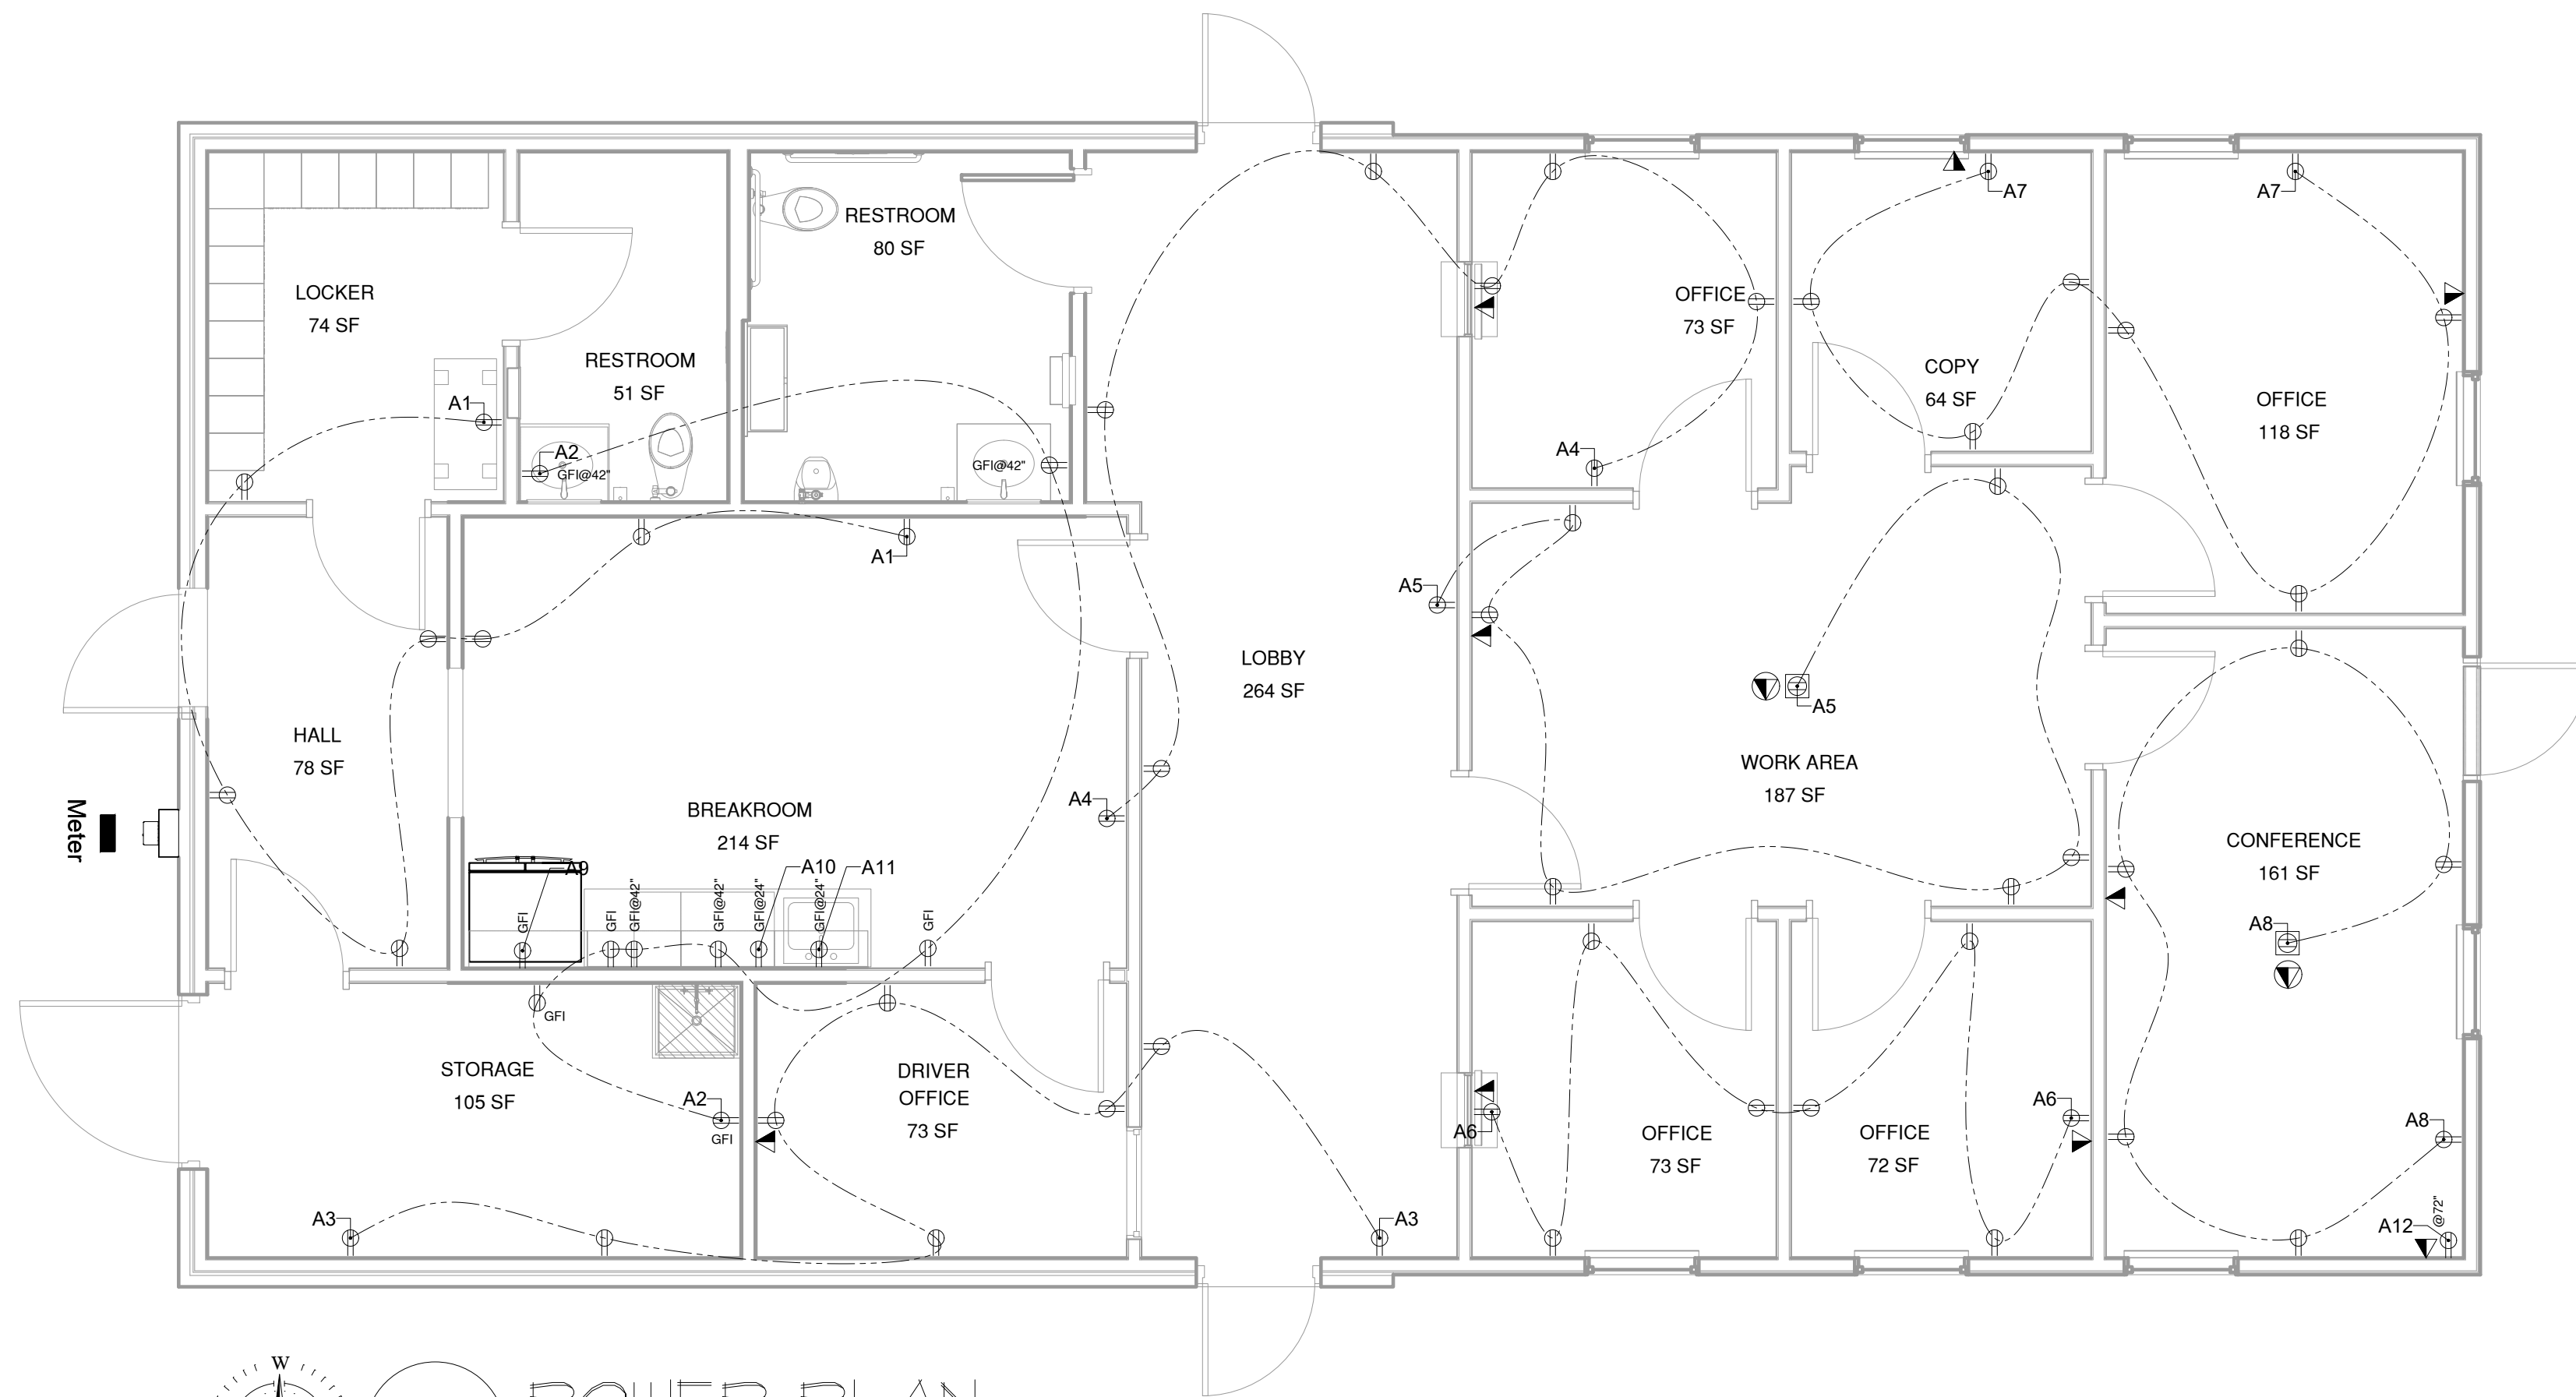 RESTROOM
80 SF
A7
A7
LOCKER
74 SF
OFFICE
73 SF
RESTROOM
51 SF
COPY
64 SF
A1
OFFICE
118 SF
A2
GFI@42"
GFI@42"
A4
A1
A5
LOBBY
264 SF
A5
HALL
78 SF
WORK AREA
187 SF
Meter
A4
BREAKROOM
214 SF
CONFERENCE
161 SF
A9
A10
A11
GFI
GFI
GFI@42"
GFI@42"
GFI@24"
GFI@24"
GFI
A8
GFI
STORAGE
105 SF
DRIVER
OFFICE
73 SF
A2
GFI
A6
OFFICE
73 SF
OFFICE
72 SF
A6
A8
A3
A3
A12
@72"
W
POWER PLAN